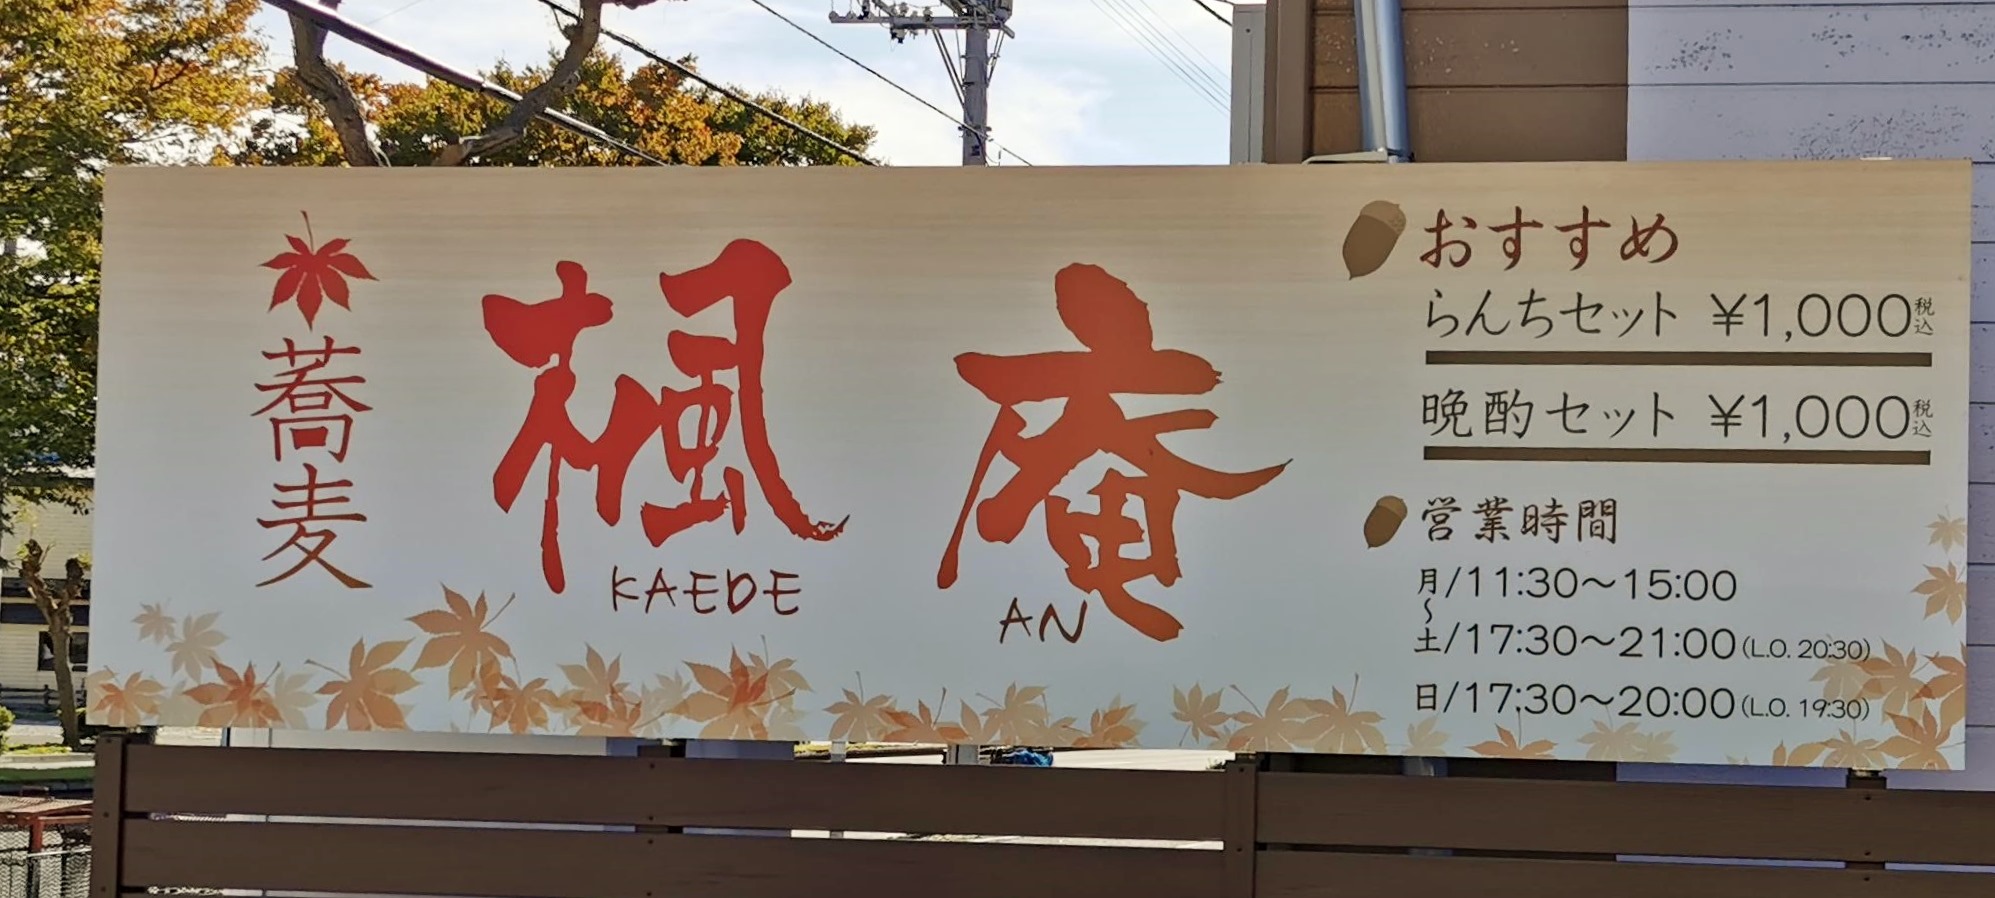 蕎麦
楓庵
KAEDE AN
おすすめ
らんちセット ¥1,000税込
晩酌セット ¥1,000税込
営業時間
月/11:30〜15:00
〜
土/17:30〜21:00(L.O. 20:30)
日/17:30〜20:00(L.O. 19:30)